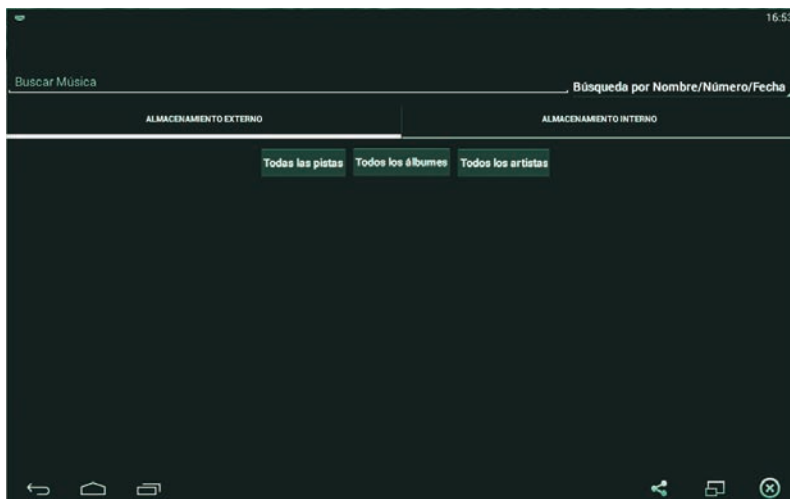 16:53
Buscar Música
Búsqueda por Nombre/Número/Fecha
ALMACENAMIENTO EXTERNO
ALMACENAMIENTO INTERNO
Todas las pistas
Todos los álbumes
Todos los artistas